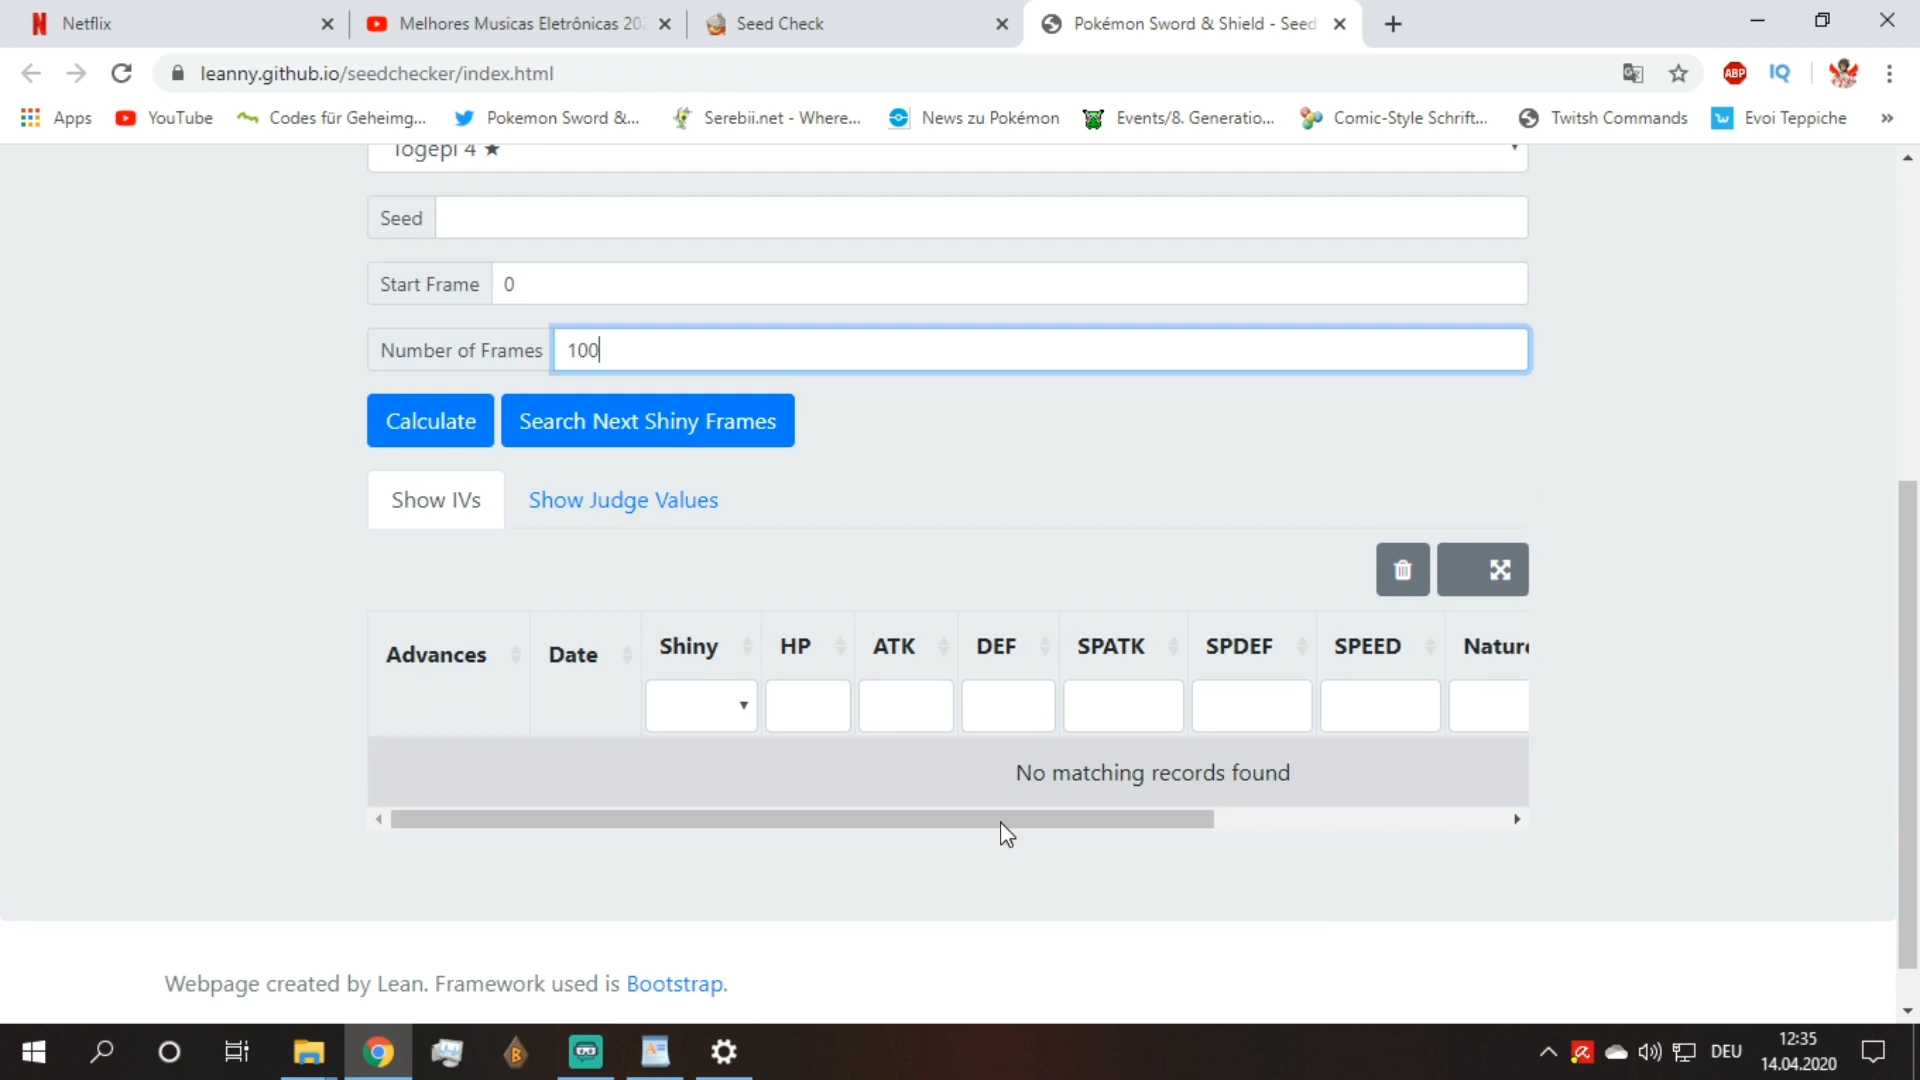 Netflix
Melhores Musicas Eletrônicas 20
Seed Check
Pokémon Sword & Shield - Seed
leanny.github.io/seedchecker/index.html
ABP
IQ
Apps
YouTube
Codes für Geheimg...
Pokemon Sword &...
Serebii.net - Where...
News zu Pokémon
Events/8. Generatio...
Comic-Style Schrift...
Twitsh Commands
Evoi Teppiche
»
Togepi 4 ★
Seed
Start Frame 0
Number of Frames 100
Calculate
Search Next Shiny Frames
Show IVs
Show Judge Values
Advances
Date
Shiny
HP
ATK
DEF
SPATK
SPDEF
SPEED
Nature
No matching records found
Webpage created by Lean. Framework used is Bootstrap.
DEU
12:35
14.04.2020